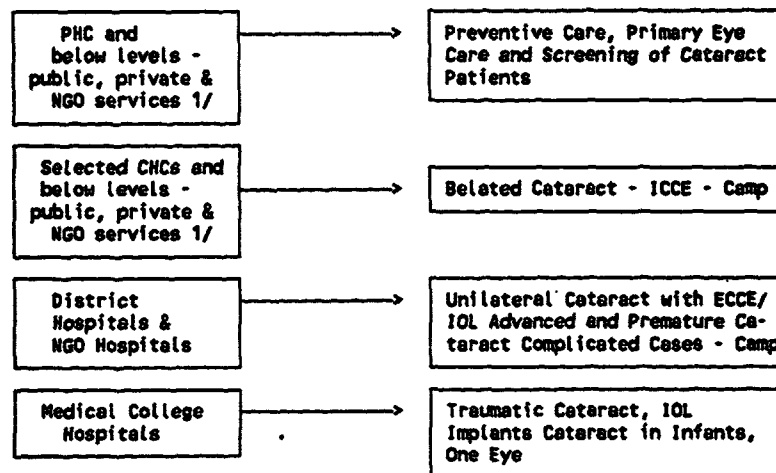 PHC and
below levels -
public, private &
NGO services 1/
Preventive Care, Primary Eye
Care and Screening of Cataract
Patients
Selected CHCs and
below levels -
public, private &
NGO services 1/
Belated Cataract - ICCE - Camp
District
Hospitals &
NGO Hospitals
Unilateral Cataract with ECCE/
IOL Advanced and Premature Ca-
taract Complicated Cases - Camp
Medical College
Hospitals
Traumatic Cataract, IOL
Implants Cataract in Infants,
One Eye